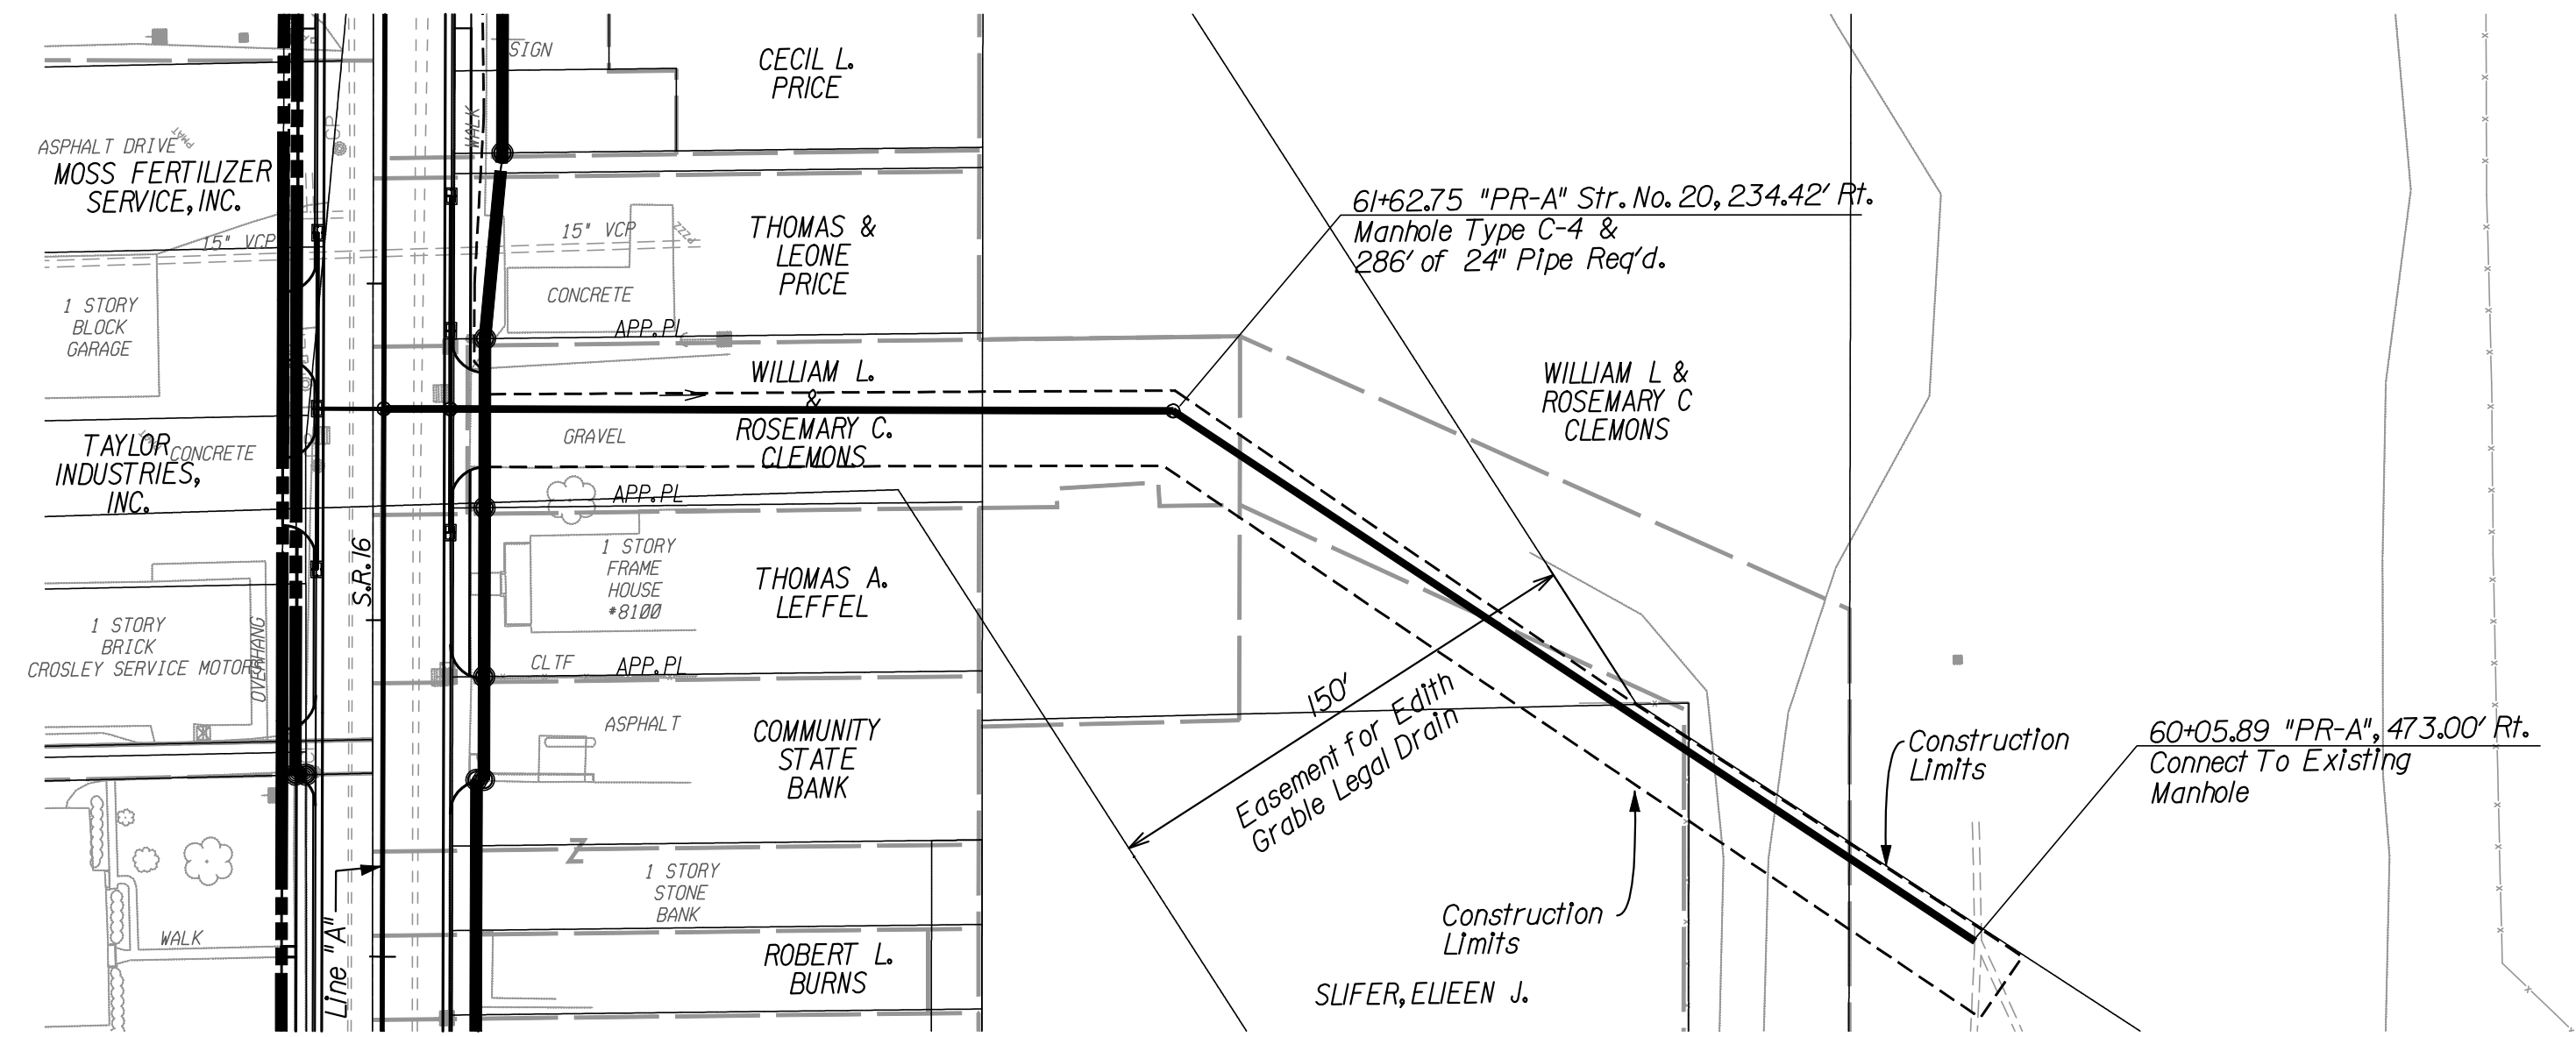 SIGN
CECIL L.
PRICE
WALK
ASPHALT DRIVE
MOSS FERTILIZER
SERVICE, INC.
15" VCP
15" VCP
THOMAS &
LEONE
PRICE
61+62.75 "PR-A" Str. No. 20, 234.42' Rt.
Manhole Type C-4 &
286' of 24" Pipe Req'd.
1 STORY
BLOCK
GARAGE
CONCRETE
APP. PL
WILLIAM L.
&
ROSEMARY C.
CLEMONS
WILLIAM L &
ROSEMARY C
CLEMONS
GRAVEL
TAYLOR
INDUSTRIES,
INC.
CONCRETE
APP. PL
S.R. 16
1 STORY
FRAME
HOUSE
#8100
THOMAS A.
LEFFEL
1 STORY
BRICK
CROSLEY SERVICE MOTOR
OVERHANG
CLTF
APP. PL
ASPHALT
COMMUNITY
STATE
BANK
150'
Easement for Edith
Grable Legal Drain
Construction
Limits
60+05.89 "PR-A", 473.00' Rt.
Connect To Existing
Manhole
Z
1 STORY
STONE
BANK
Line "A"
WALK
ROBERT L.
BURNS
Construction
Limits
SLIFER, ELIEEN J.